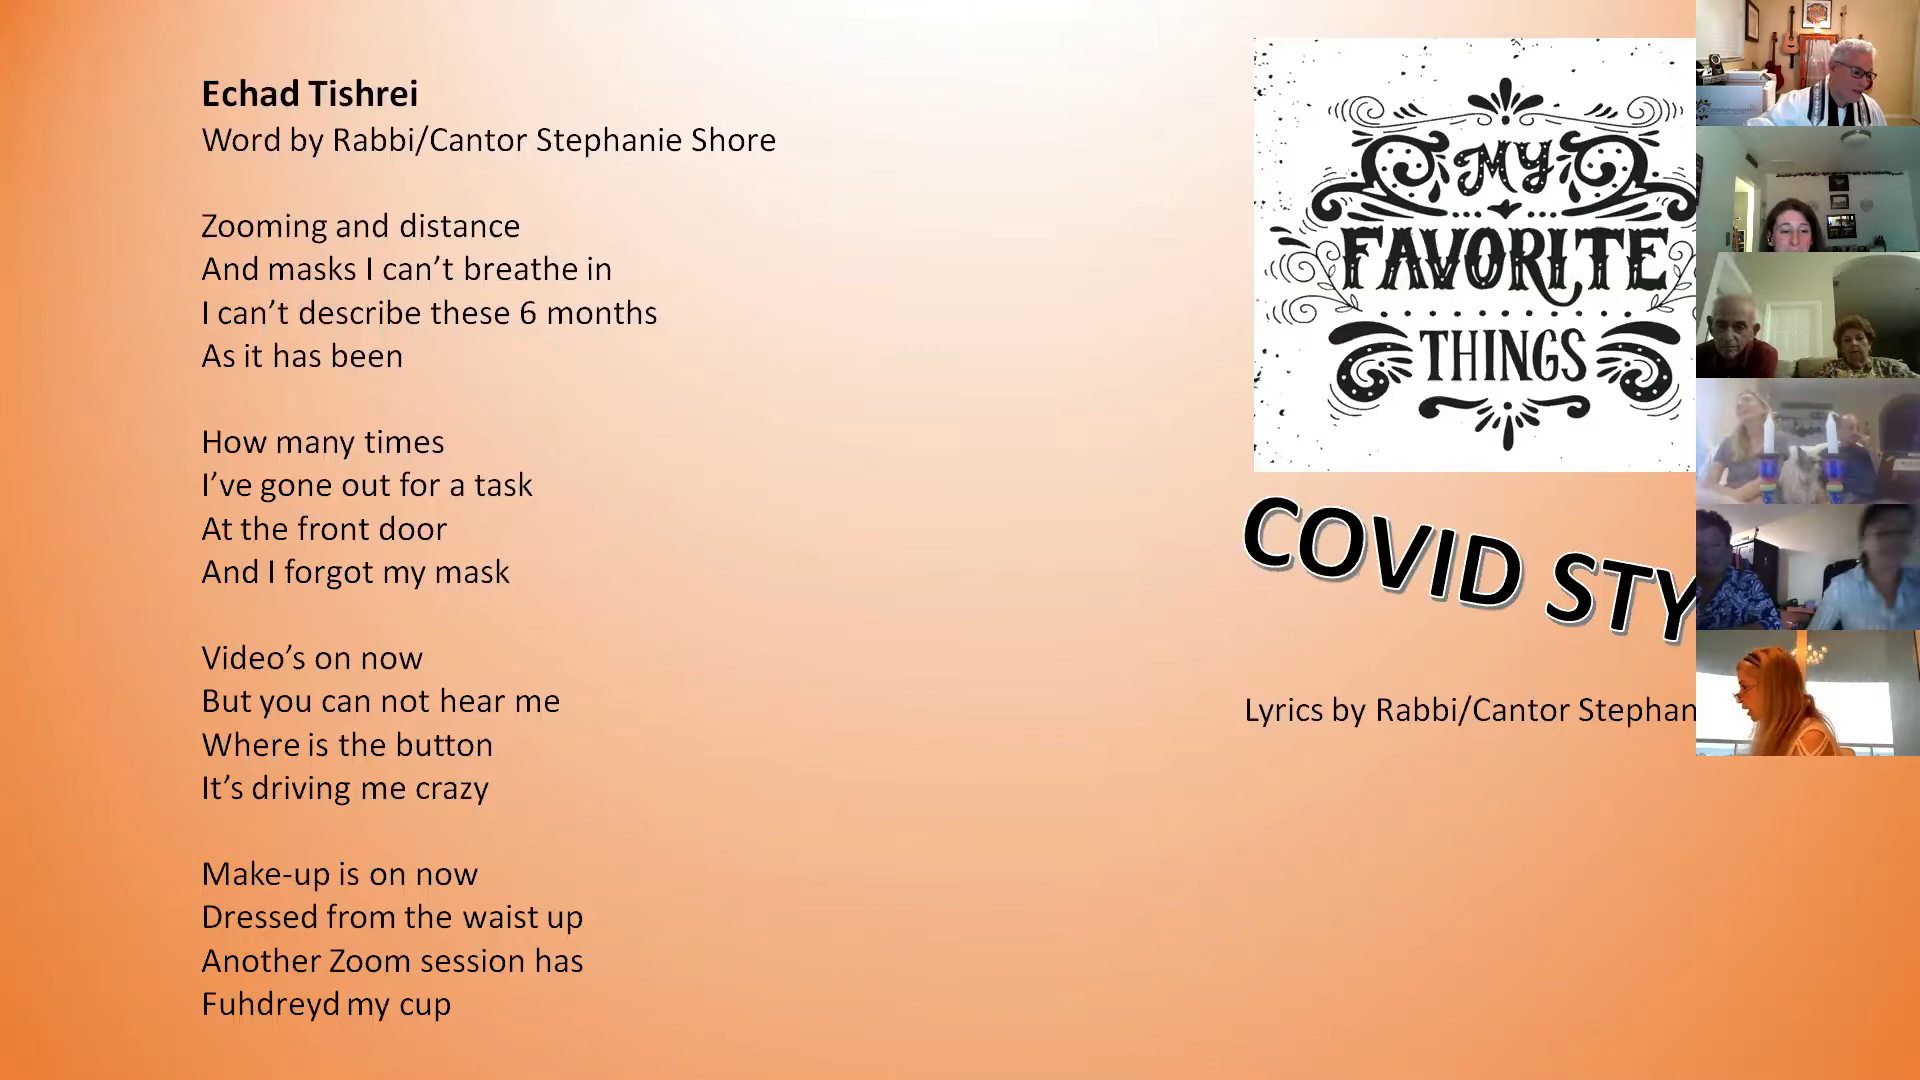 Echad Tishrei
Word by Rabbi/Cantor Stephanie Shore
Zooming and distance
And masks I can’t breathe in
I can’t describe these 6 months
As it has been
How many times
I’ve gone out for a task
At the front door
And I forgot my mask
Video’s on now
But you can not hear me
Where is the button
It’s driving me crazy
Make-up is on now
Dressed from the waist up
Another Zoom session has
Fuhdreyd my cup
MY
FAVORITE
THINGS
COVID STY
Lyrics by Rabbi/Cantor Stephan